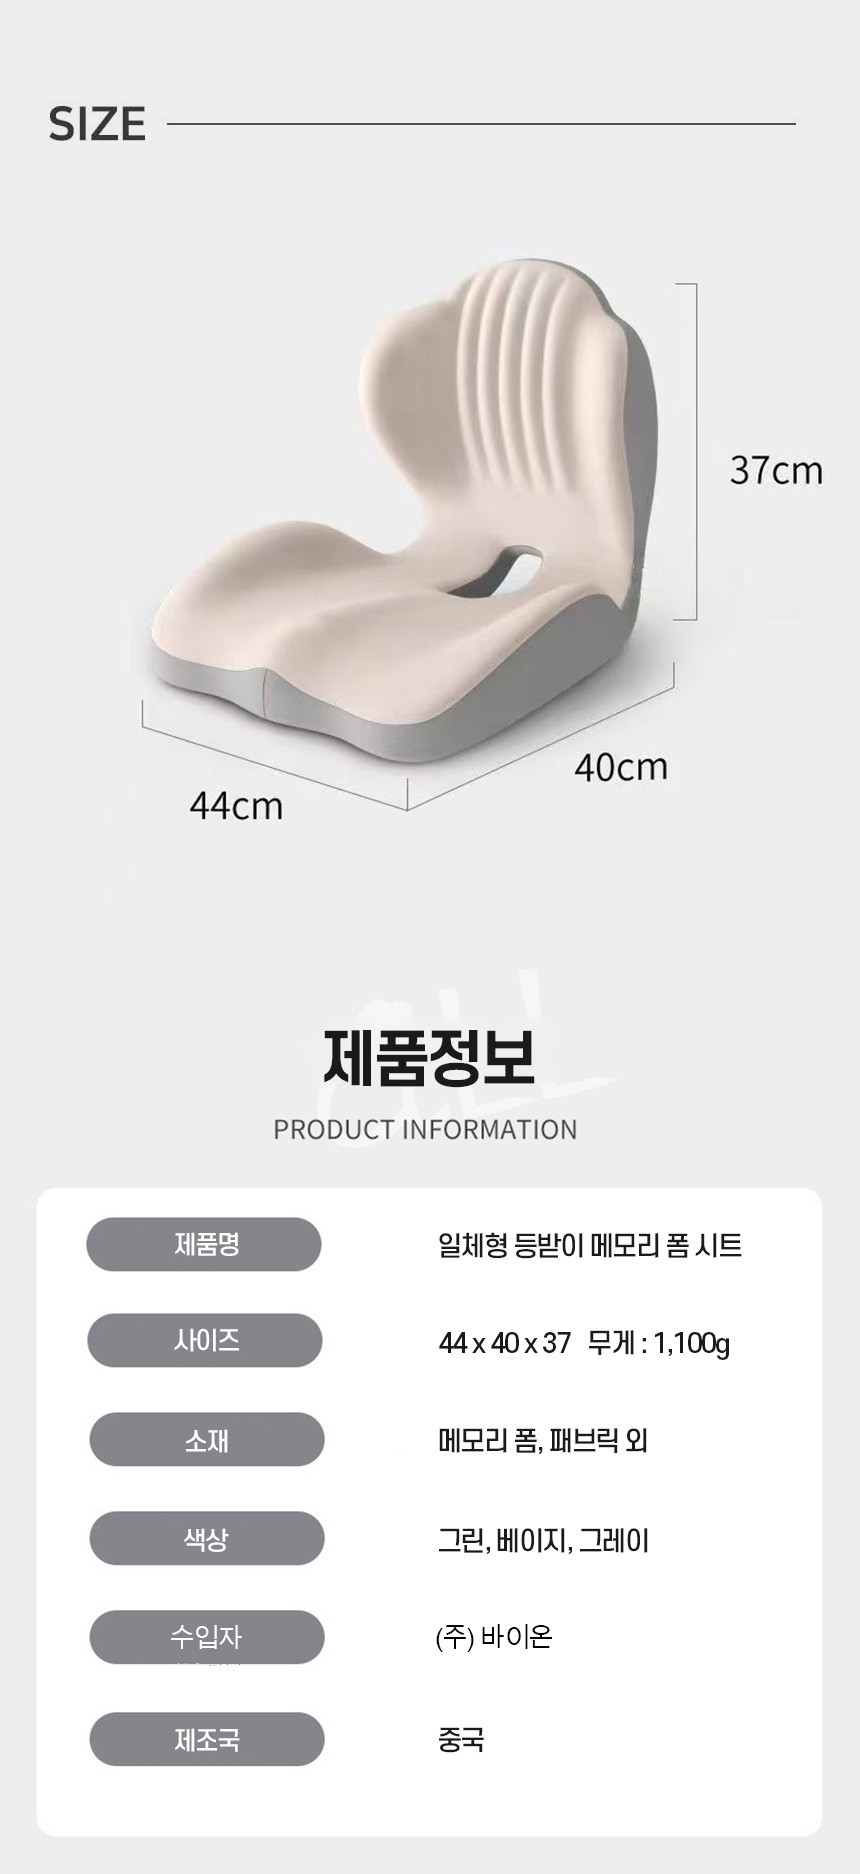 SIZE
37cm
40cm
44cm
ALL
제품정보
PRODUCT INFORMATION
제품명 일체형 등받이 메모리 폼 시트
사이즈 44 x 40 x 37 무게 : 1,100g
소재 메모리 폼, 패브릭 외
색상 그린, 베이지, 그레이
수입자 (주) 바이온
제조국 중국